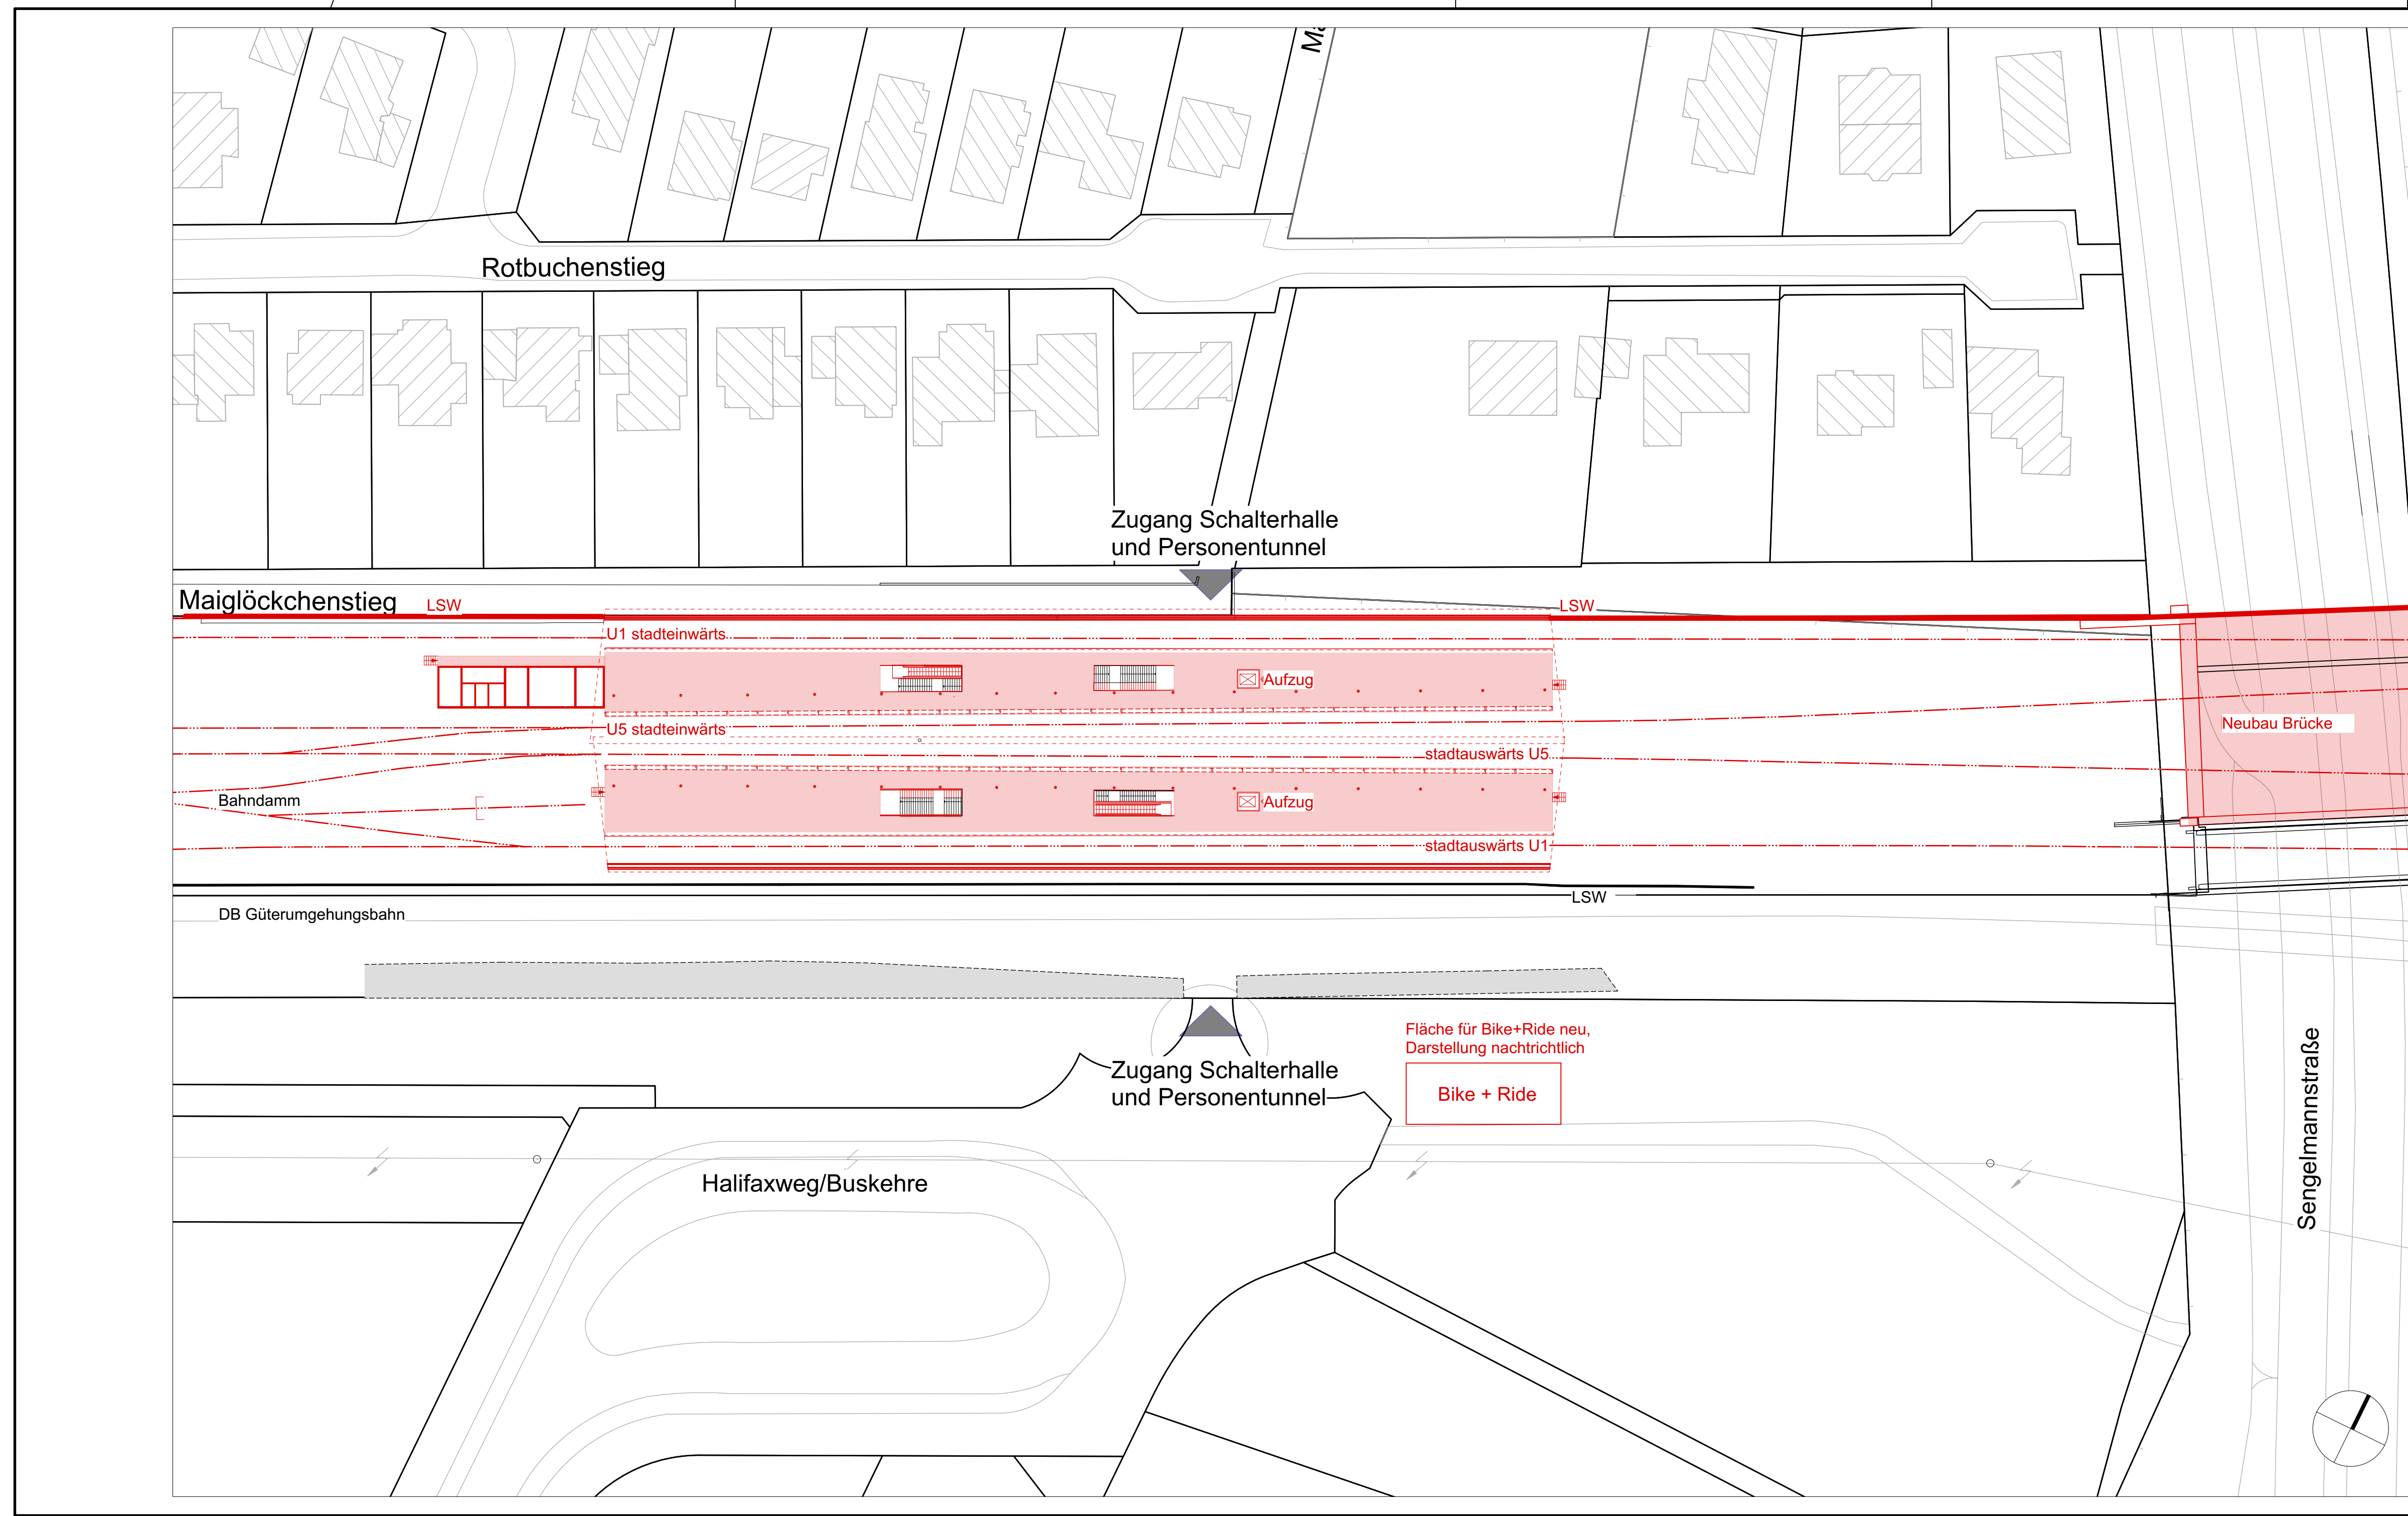 Ma
Rotbuchenstieg
Zugang Schalterhalle
und Personentunnel
Maiglöckchenstieg
LSW
LSW
U1 stadteinwärts
Aufzug
U5 stadteinwärts
Neubau Brücke
stadtauswärts U5
Bahndamm
Aufzug
stadtauswärts U1
LSW
DB Güterumgehungsbahn
Fläche für Bike+Ride neu,
Darstellung nachtrichtlich
Zugang Schalterhalle
und Personentunnel
Bike + Ride
Halifaxweg/Buskehre
Sengelmannstraße